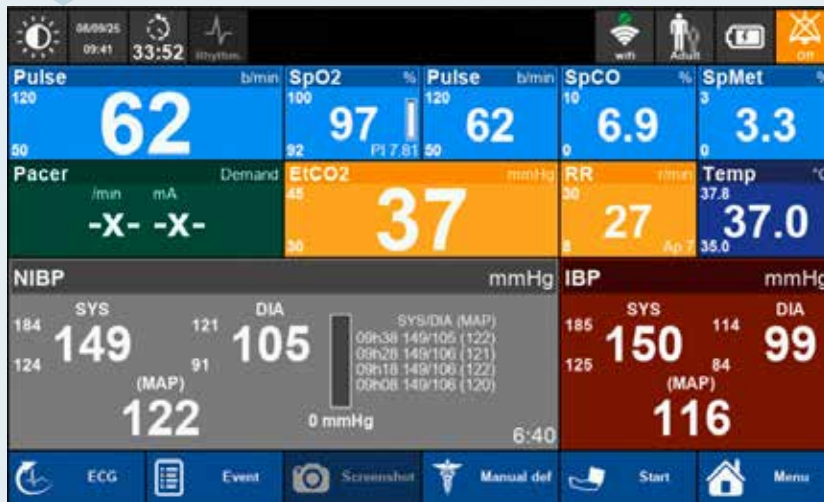 08/09/25
09:41
33:52
Rhythm
wifi
Adult
Off
Pulse b/min
120
62
50
SpO2 %
100
97
92
PI 7.81
Pulse b/min
120
62
50
SpCO %
10
6.9
0
SpMet %
3
3.3
0
Pacer Demand
/min mA
-x- -x-
EtCO2 mmHg
45
37
30
RR r/min
30
27
8
Ap 7
Temp °C
37.8
37.0
35.0
NIBP mmHg
SYS
184
149
124
DIA
121
105
91
(MAP)
122
SYS/DIA (MAP)
09h38 149/105 (122)
09h28 149/106 (121)
09h18 149/106 (122)
09h08 149/106 (120)
0 mmHg
6:40
IBP mmHg
SYS
185
150
125
DIA
114
99
84
(MAP)
116
ECG
Event
Screenshot
Manual def
Start
Menu